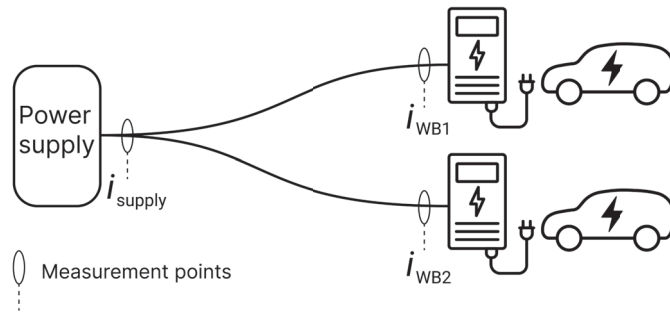 Power
supply
i supply
i WB1
i WB2
Measurement points